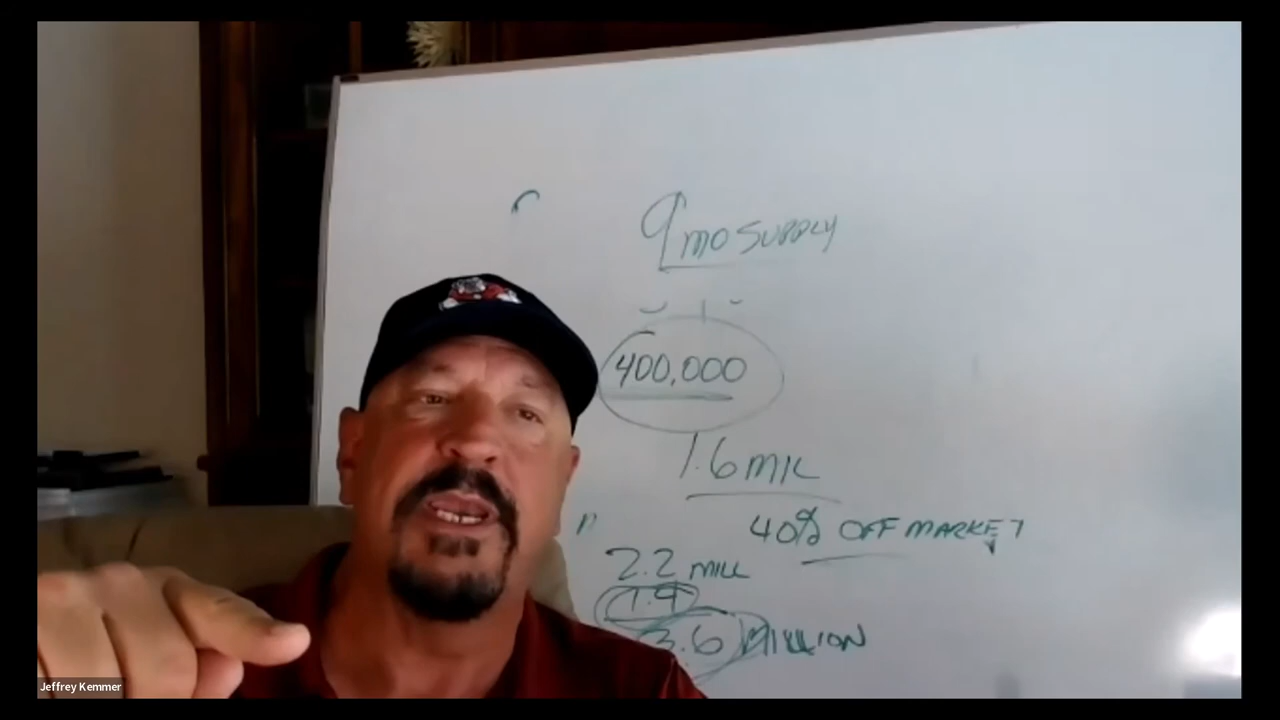 9 mo SUPPLY
400,000
1.6 MIL
40% OFF MARKET
2.2 MILL
1.9
3.6 MILLION
Jeffrey Kemmer